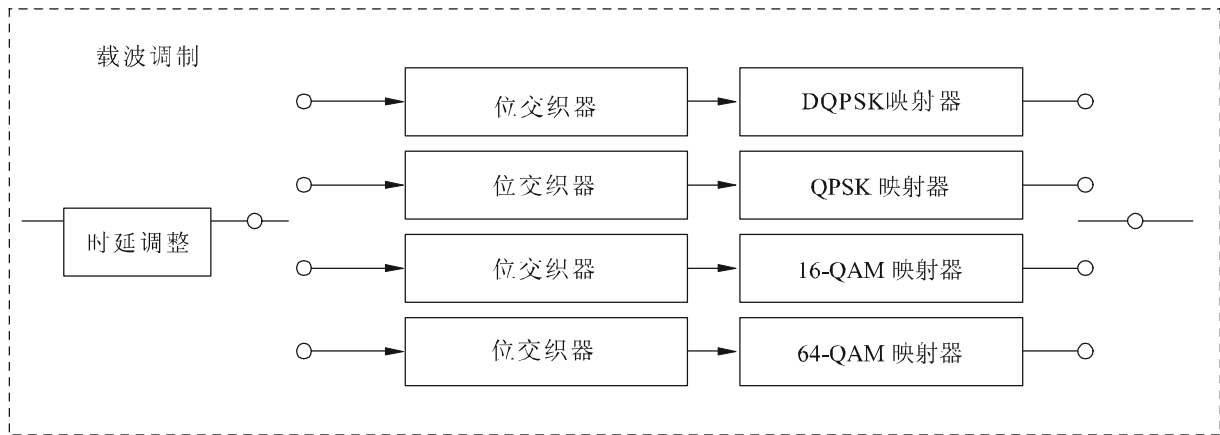 载波调制
位交织器
DQPSK映射器
位交织器
QPSK 映射器
时延调整
位交织器
16-QAM 映射器
位交织器
64-QAM 映射器